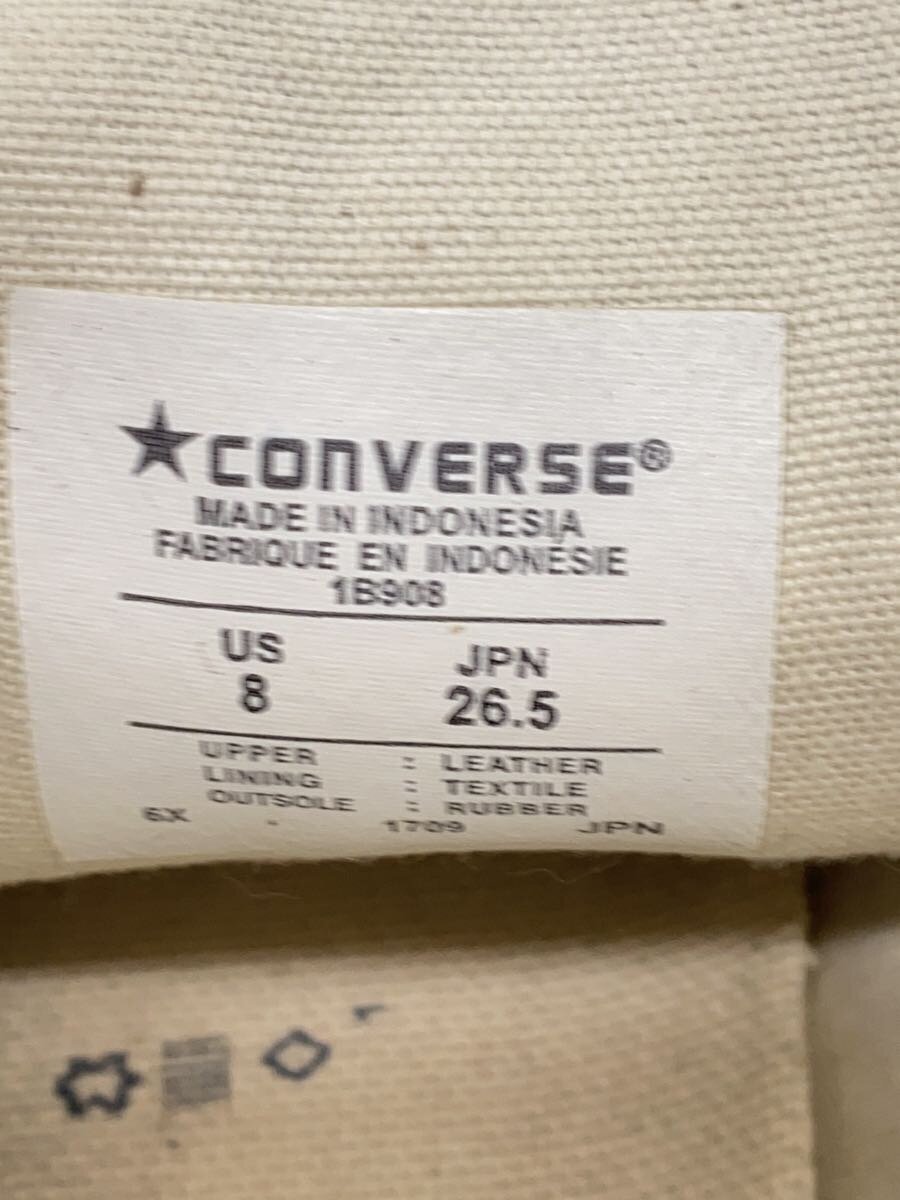 CONVERSE®
MADE IN INDONESIA
FABRIQUE EN INDONESIE
1B908
US JPN
8 26.5
UPPER : LEATHER
LINING : TEXTILE
OUTSOLE : RUBBER
6X - 1709 JPN